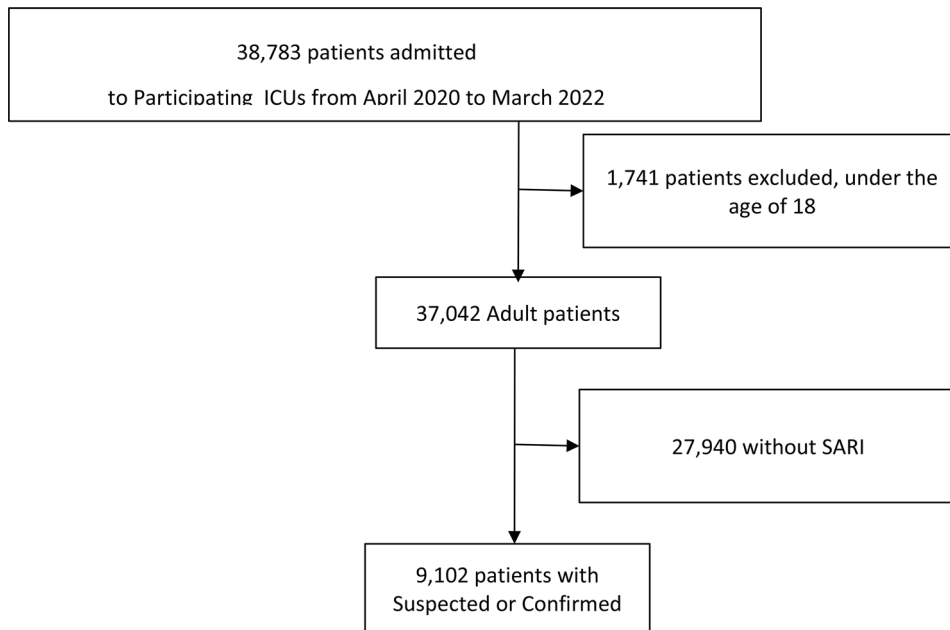 38,783 patients admitted
to Participating ICUs from April 2020 to March 2022
1,741 patients excluded, under the
age of 18
37,042 Adult patients
27,940 without SARI
9,102 patients with
Suspected or Confirmed